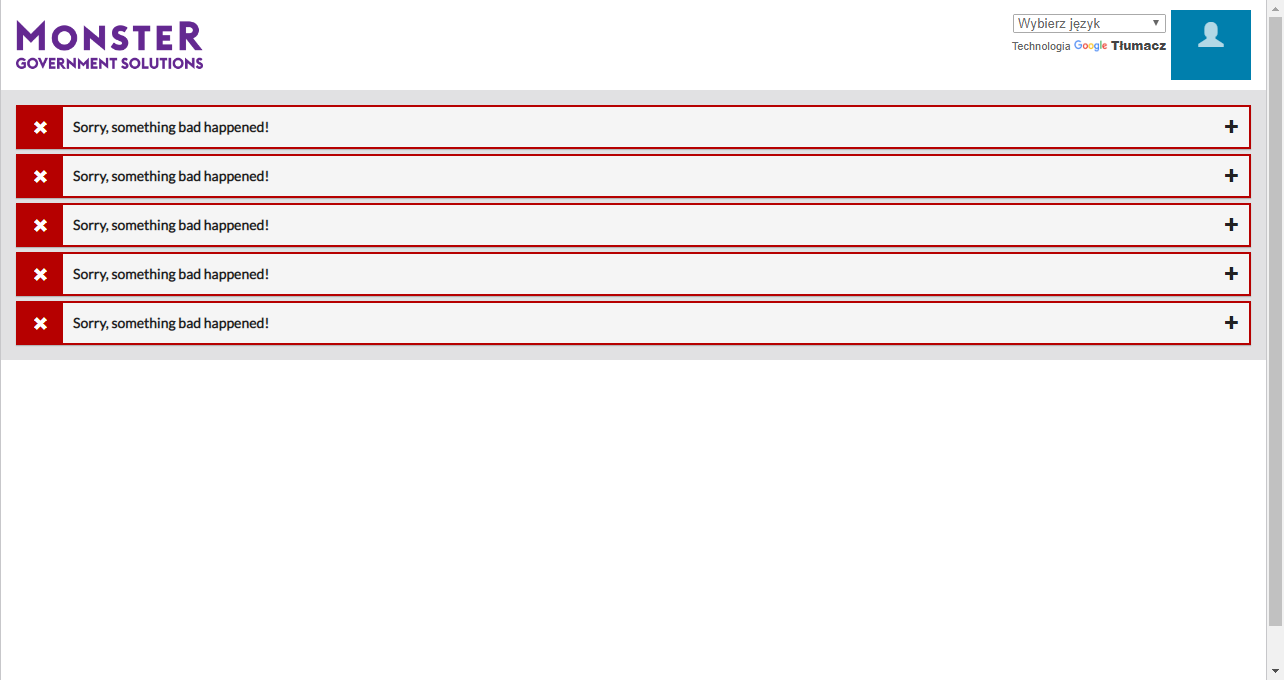 MONSTER
GOVERNMENT SOLUTIONS
Wybierz język
Technologia Google Tłumacz
Sorry, something bad happened!
Sorry, something bad happened!
Sorry, something bad happened!
Sorry, something bad happened!
Sorry, something bad happened!